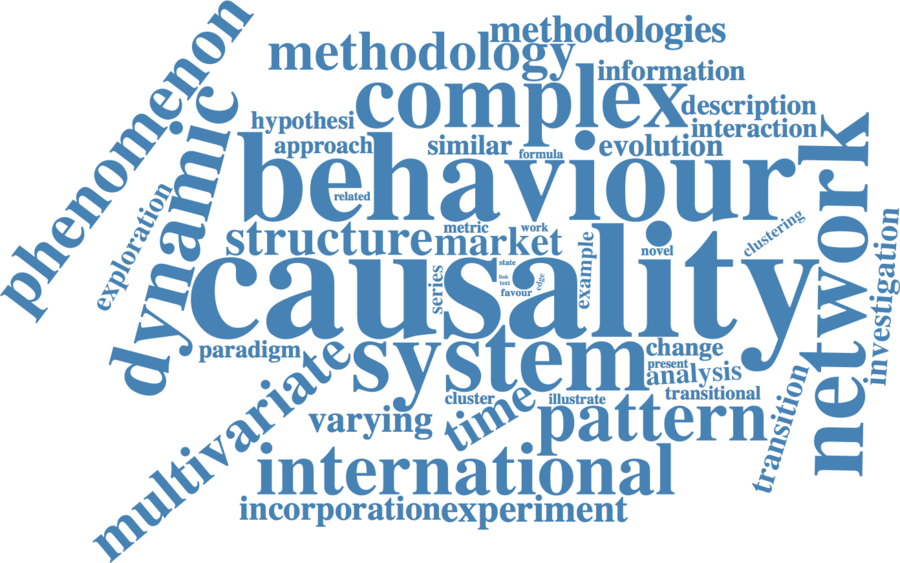 phenomenon
methodologies
methodology
information
complex
description
dynamic
hypothesi
interaction
approach
similar
formula
evolution
behaviour
network
related
exploration
metric
work
clustering
structure
market
novel
example
state
causality
series
link
text
edge
favour
investigation
paradigm
system
change
present
analysis
multivariate
transitional
cluster
illustrate
time
varying
pattern
transition
international
incorporation
experiment